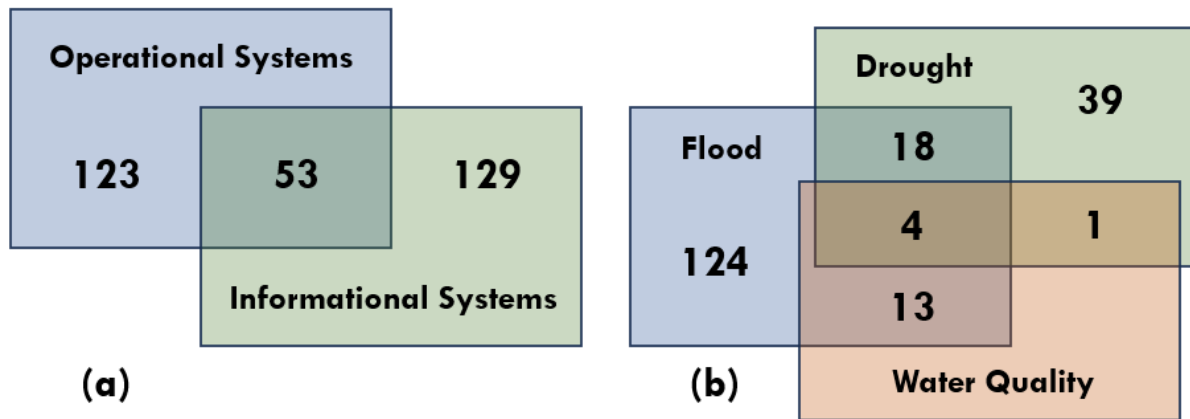 Operational Systems
123
53
129
Informational Systems
(a)
Drought
39
Flood
18
4
1
124
13
Water Quality
(b)